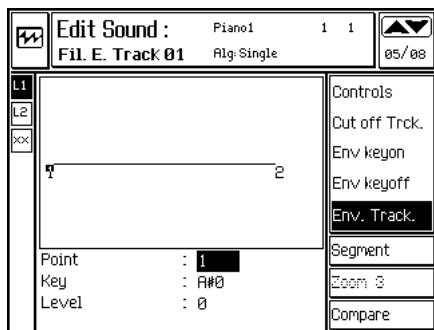 Edit Sound : Piano1 1 1
Fil. E. Track 01 Alg: Single 05/08
L1
L2
xx
1 2
Point : 1
Key : A#0
Level : 0
Controls
Cut off Trck.
Env keyon
Env keyoff
Env. Track.
Segment
Zoom 3
Compare